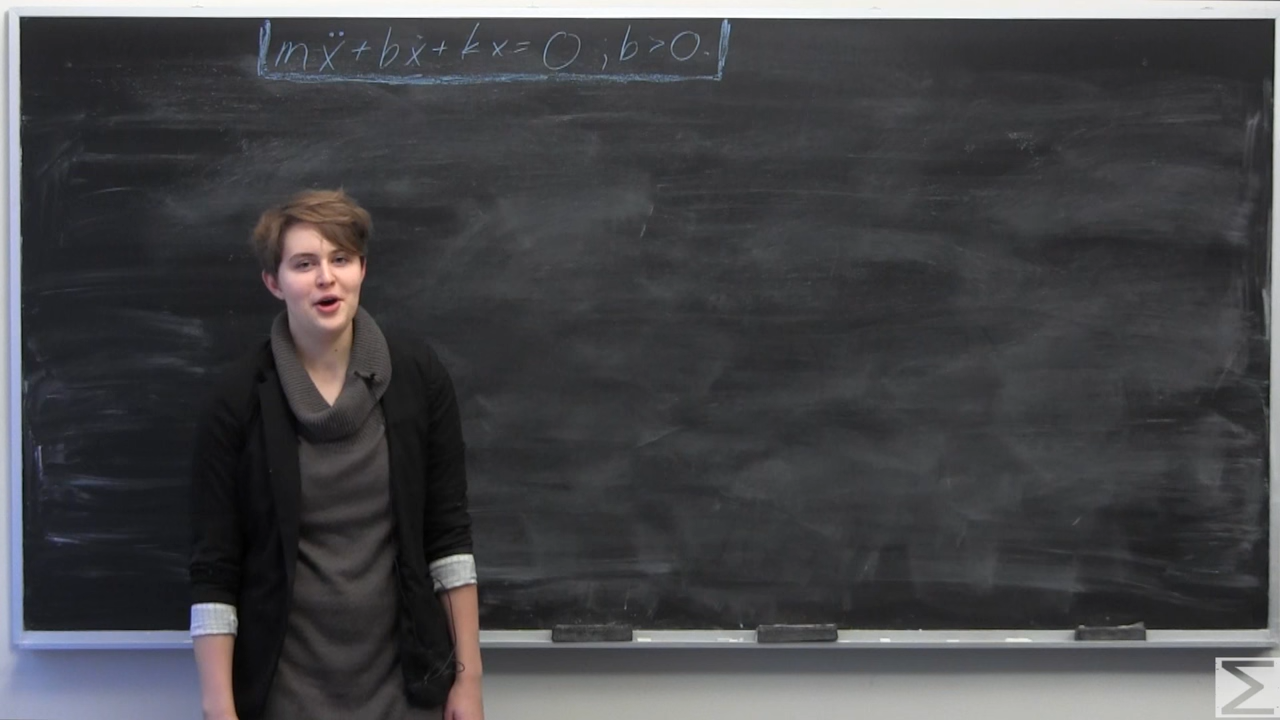 mẍ + bẋ + kx = 0 ; b > 0.
Σ